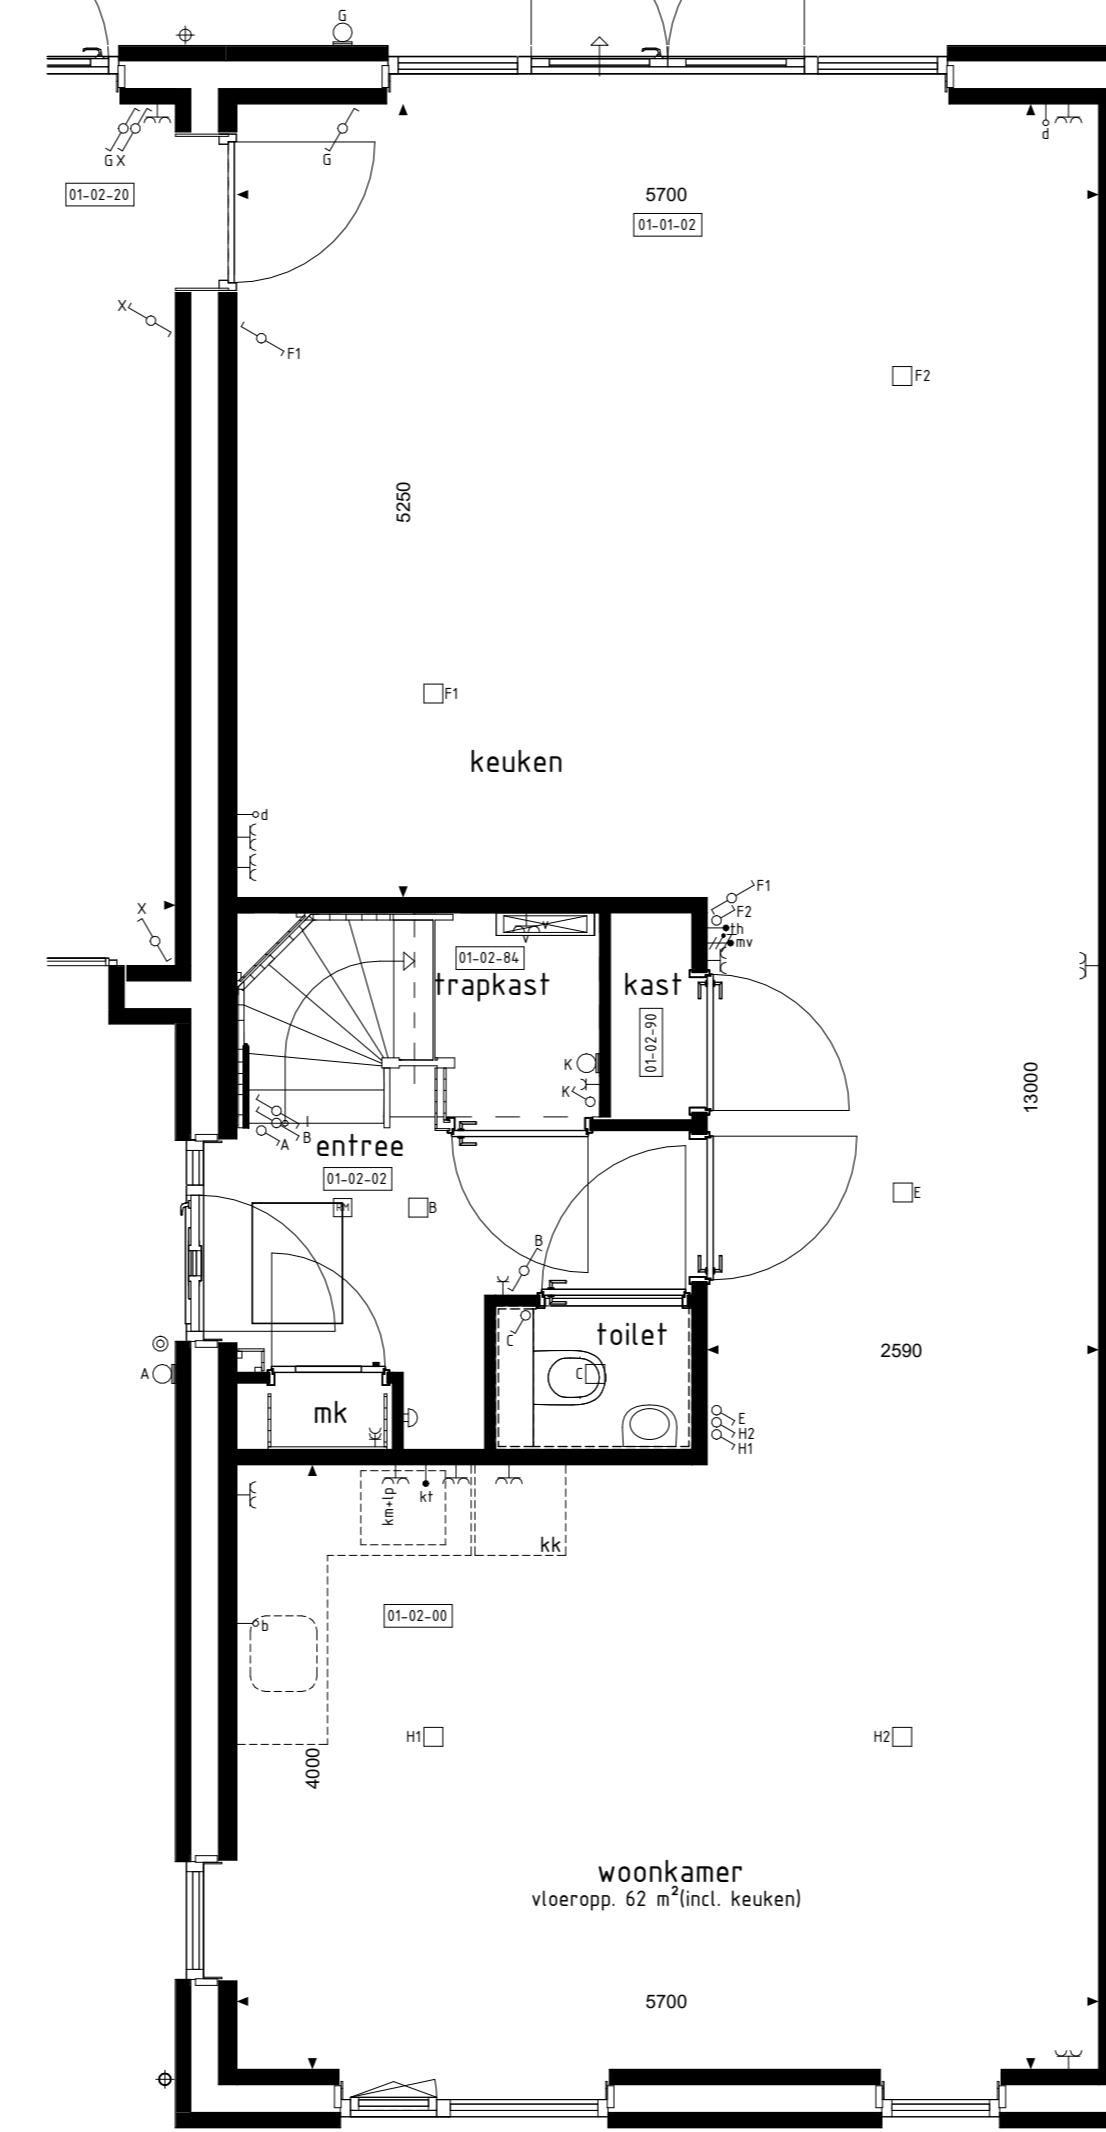 G
G X
G
d
01-02-20
5700
01-01-02
X
F1
F2
5250
F1
keuken
d
F1
F2
th
mv
X
01-02-84
trapkast
kast
01-02-90
K
K
13000
A
B
entree
01-02-02
RM
B
E
B
C
toilet
C
2590
A
mk
E
H2
H1
km+lp
kt
kk
01-02-00
b
H1
H2
4000
woonkamer
vloeropp. 62 m²(incl. keuken)
5700